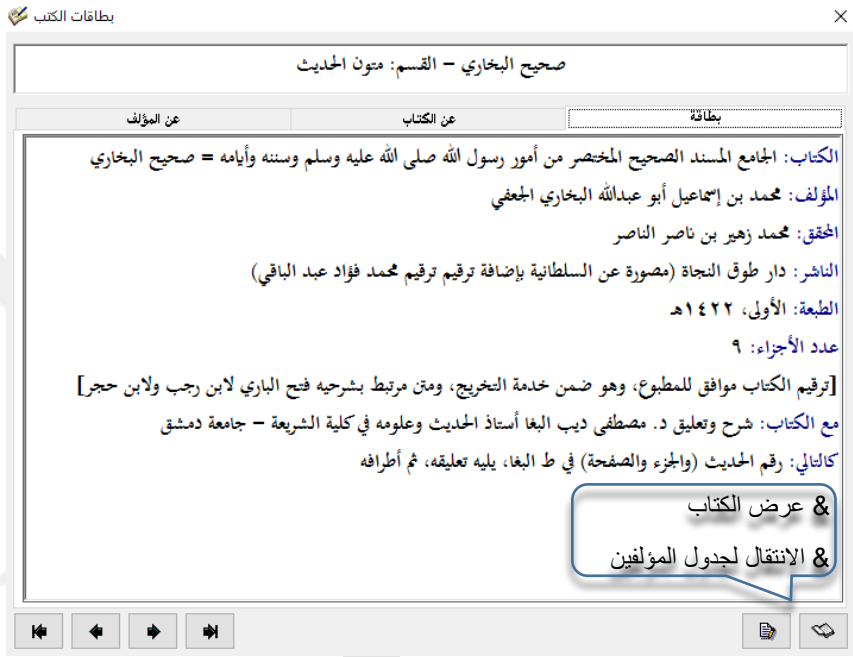 بطاقات الكتب
صحيح البخاري – القسم: متون الحديث
بطاقة
عن الكتاب
عن المؤلف
الكتاب: الجامع المسند الصحيح المختصر من أمور رسول الله صلى الله عليه وسلم وسننه وأيامه = صحيح البخاري
المؤلف: محمد بن إسماعيل أبو عبدالله البخاري الجعفي
المحقق: محمد زهير بن ناصر الناصر
الناشر: دار طوق النجاة (مصورة عن السلطانية بإضافة ترقيم ترقيم محمد فؤاد عبد الباقي)
الطبعة: الأولى، ١٤٢٢هـ
عدد الأجزاء: ٩
[ترقيم الكتاب موافق للمطبوع، وهو ضمن خدمة التخريج، ومتن مرتبط بشرحيه فتح الباري لابن رجب ولابن حجر]
مع الكتاب: شرح وتعليق د. مصطفى ديب البغا أستاذ الحديث وعلومه في كلية الشريعة – جامعة دمشق
كالتالي: رقم الحديث (والجزء والصفحة) في ط البغا، يليه تعليقه، ثم أطرافه
& عرض الكتاب
& الانتقال لجدول المؤلفين